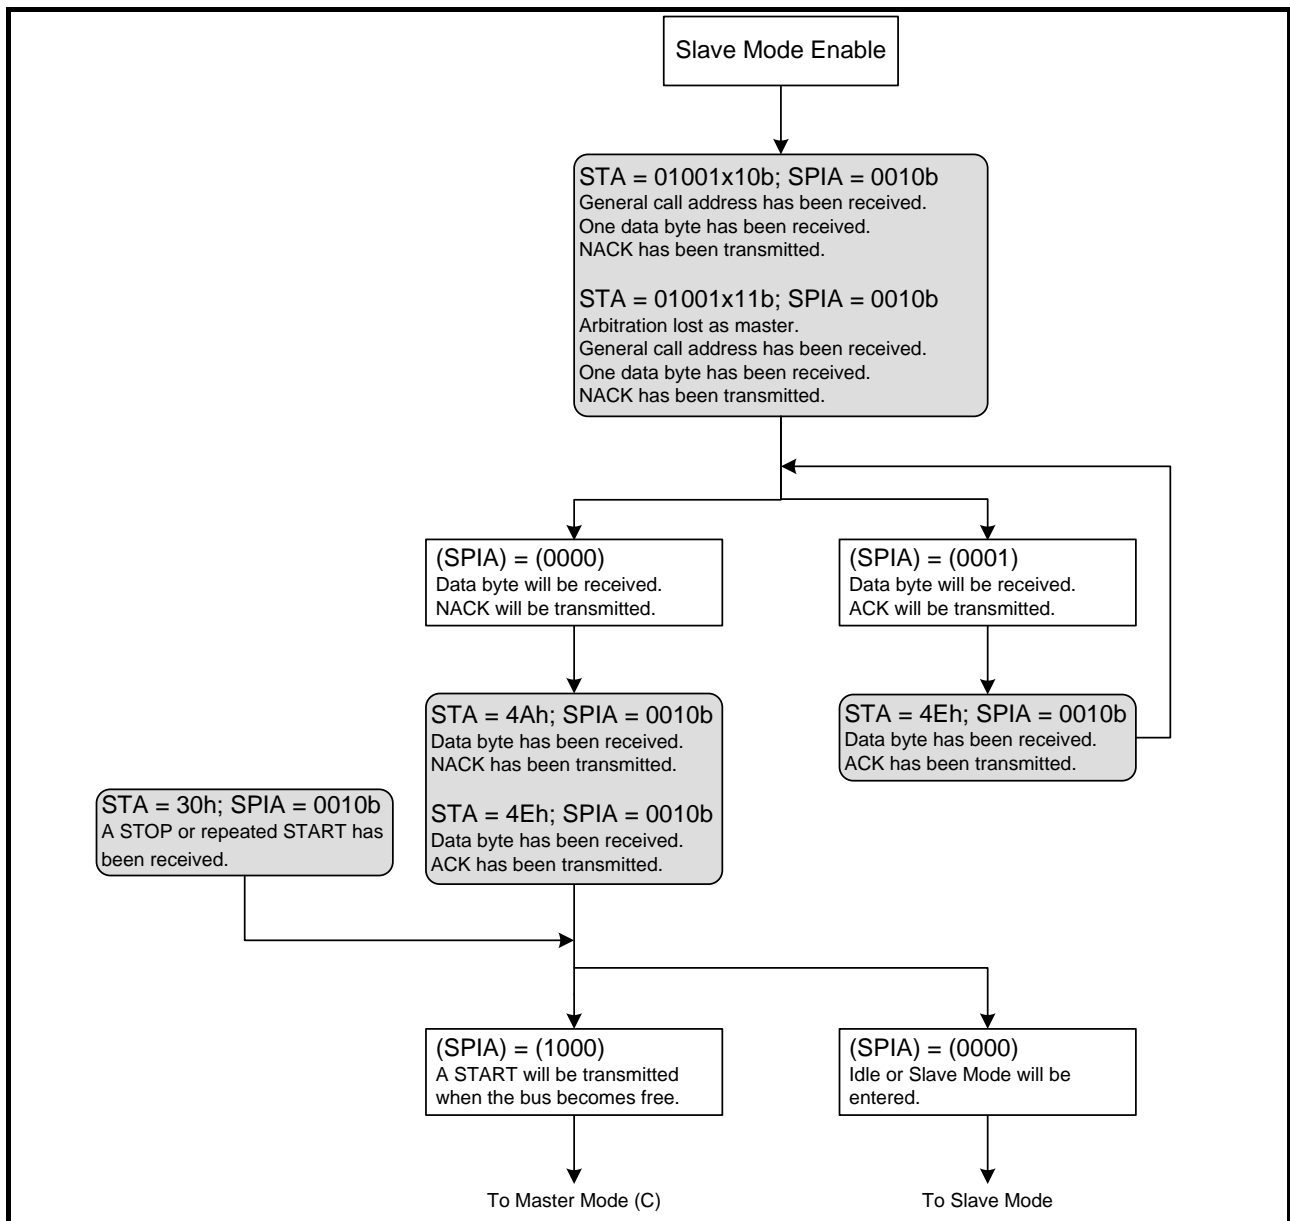 Slave Mode Enable
STA = 01001x10b; SPIA = 0010b
General call address has been received.
One data byte has been received.
NACK has been transmitted.
STA = 01001x11b; SPIA = 0010b
Arbitration lost as master.
General call address has been received.
One data byte has been received.
NACK has been transmitted.
(SPIA) = (0000)
Data byte will be received.
NACK will be transmitted.
(SPIA) = (0001)
Data byte will be received.
ACK will be transmitted.
STA = 4Ah; SPIA = 0010b
Data byte has been received.
NACK has been transmitted.
STA = 4Eh; SPIA = 0010b
Data byte has been received.
ACK has been transmitted.
STA = 4Eh; SPIA = 0010b
Data byte has been received.
ACK has been transmitted.
STA = 30h; SPIA = 0010b
A STOP or repeated START has
been received.
(SPIA) = (1000)
A START will be transmitted
when the bus becomes free.
(SPIA) = (0000)
Idle or Slave Mode will be
entered.
To Master Mode (C)
To Slave Mode